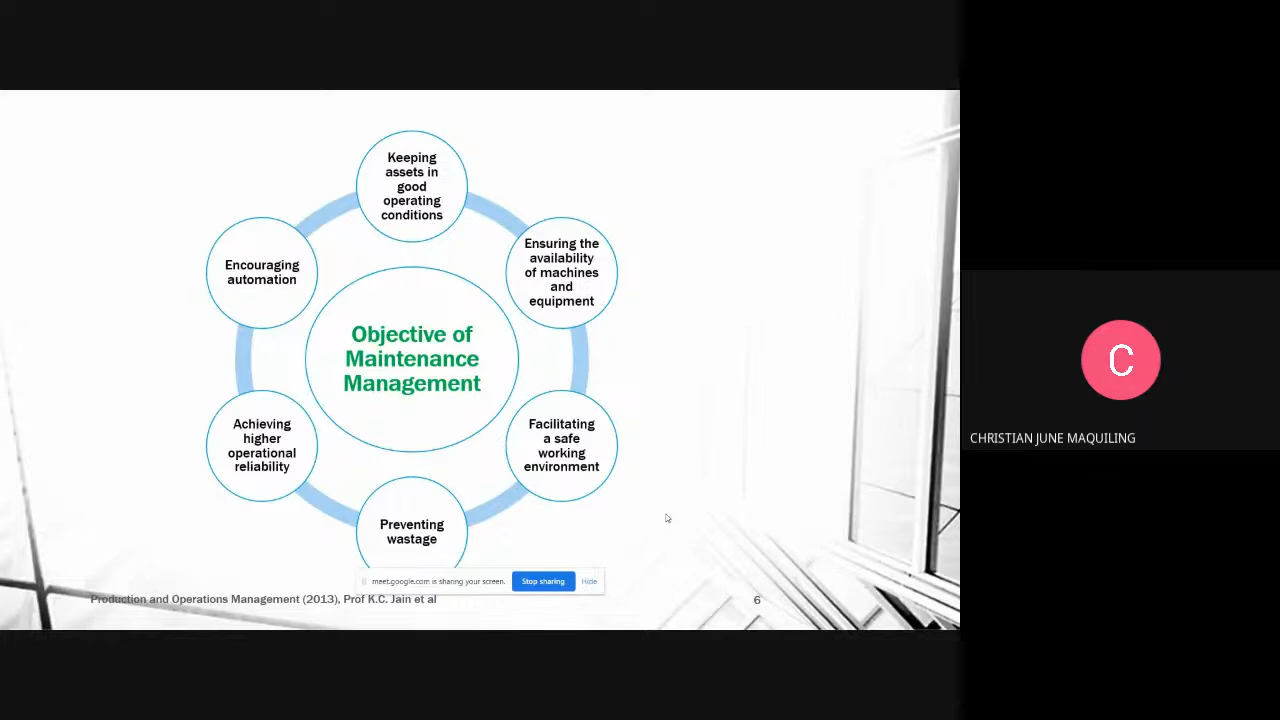 Keeping
assets in
good
operating
conditions
Ensuring the
availability
of machines
and
equipment
Facilitating
a safe
working
environment
Preventing
wastage
Achieving
higher
operational
reliability
Encouraging
automation
Objective of
Maintenance
Management
meet.google.com is sharing your screen.
Stop sharing
Hide
Production and Operations Management (2013), Prof K.C. Jain et al
6
C
CHRISTIAN JUNE MAQUILING